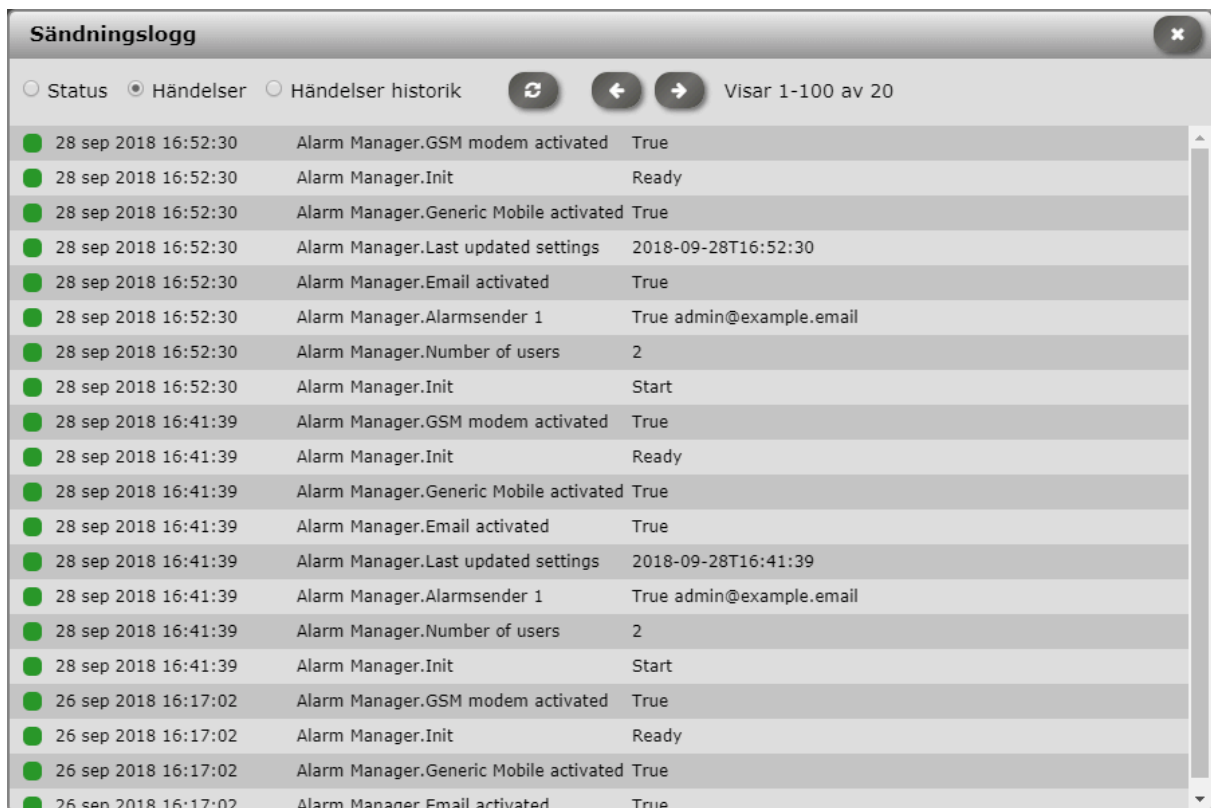 Sändningslogg
Status Händelser Händelser historik Visar 1-100 av 20
28 sep 2018 16:52:30 Alarm Manager.GSM modem activated True
28 sep 2018 16:52:30 Alarm Manager.Init Ready
28 sep 2018 16:52:30 Alarm Manager.Generic Mobile activated True
28 sep 2018 16:52:30 Alarm Manager.Last updated settings 2018-09-28T16:52:30
28 sep 2018 16:52:30 Alarm Manager.Email activated True
28 sep 2018 16:52:30 Alarm Manager.Alarmsender 1 True admin@example.email
28 sep 2018 16:52:30 Alarm Manager.Number of users 2
28 sep 2018 16:52:30 Alarm Manager.Init Start
28 sep 2018 16:41:39 Alarm Manager.GSM modem activated True
28 sep 2018 16:41:39 Alarm Manager.Init Ready
28 sep 2018 16:41:39 Alarm Manager.Generic Mobile activated True
28 sep 2018 16:41:39 Alarm Manager.Email activated True
28 sep 2018 16:41:39 Alarm Manager.Last updated settings 2018-09-28T16:41:39
28 sep 2018 16:41:39 Alarm Manager.Alarmsender 1 True admin@example.email
28 sep 2018 16:41:39 Alarm Manager.Number of users 2
28 sep 2018 16:41:39 Alarm Manager.Init Start
26 sep 2018 16:17:02 Alarm Manager.GSM modem activated True
26 sep 2018 16:17:02 Alarm Manager.Init Ready
26 sep 2018 16:17:02 Alarm Manager.Generic Mobile activated True
26 sep 2018 16:17:02 Alarm Manager.Email activated True